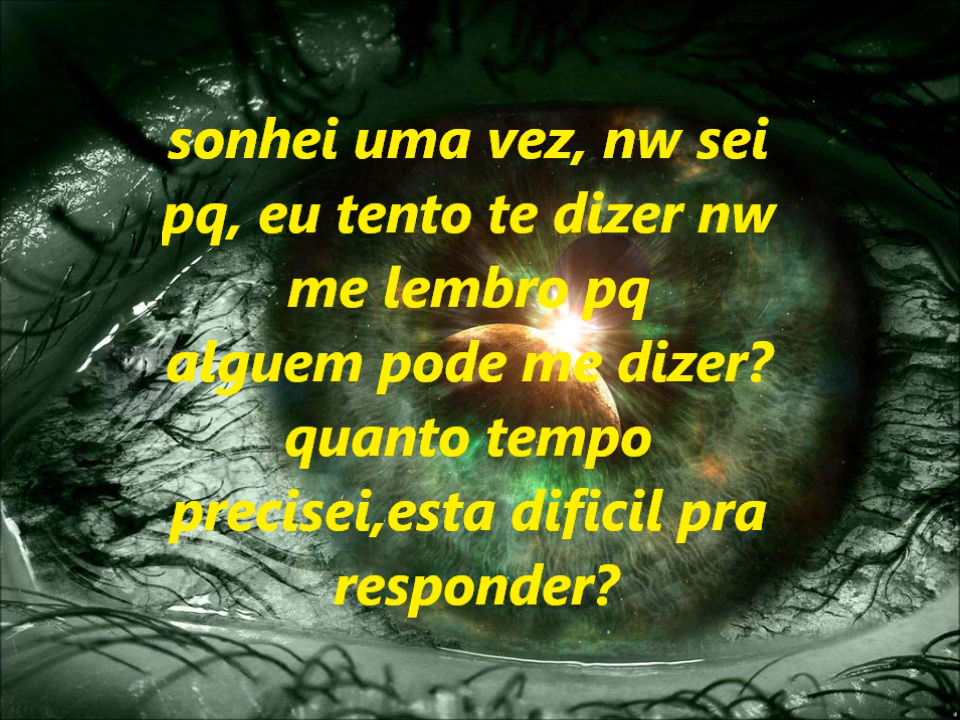 sonhei uma vez, nw sei
pq, eu tento te dizer nw
me lembro pq
alguem pode me dizer?
quanto tempo
precisei,esta dificil pra
responder?